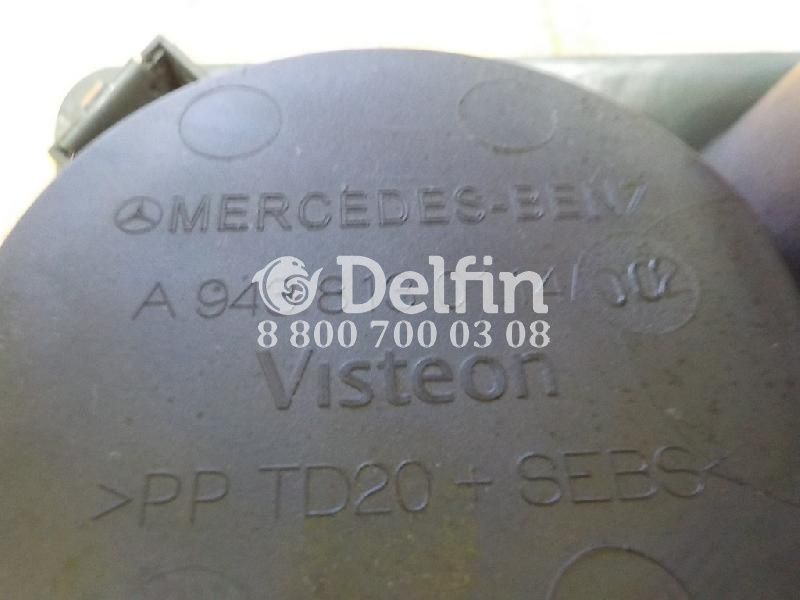 MERCEDES-BENZ
Delfin
8 800 700 03 08
Visteon
>PP TD20 + SEBS<